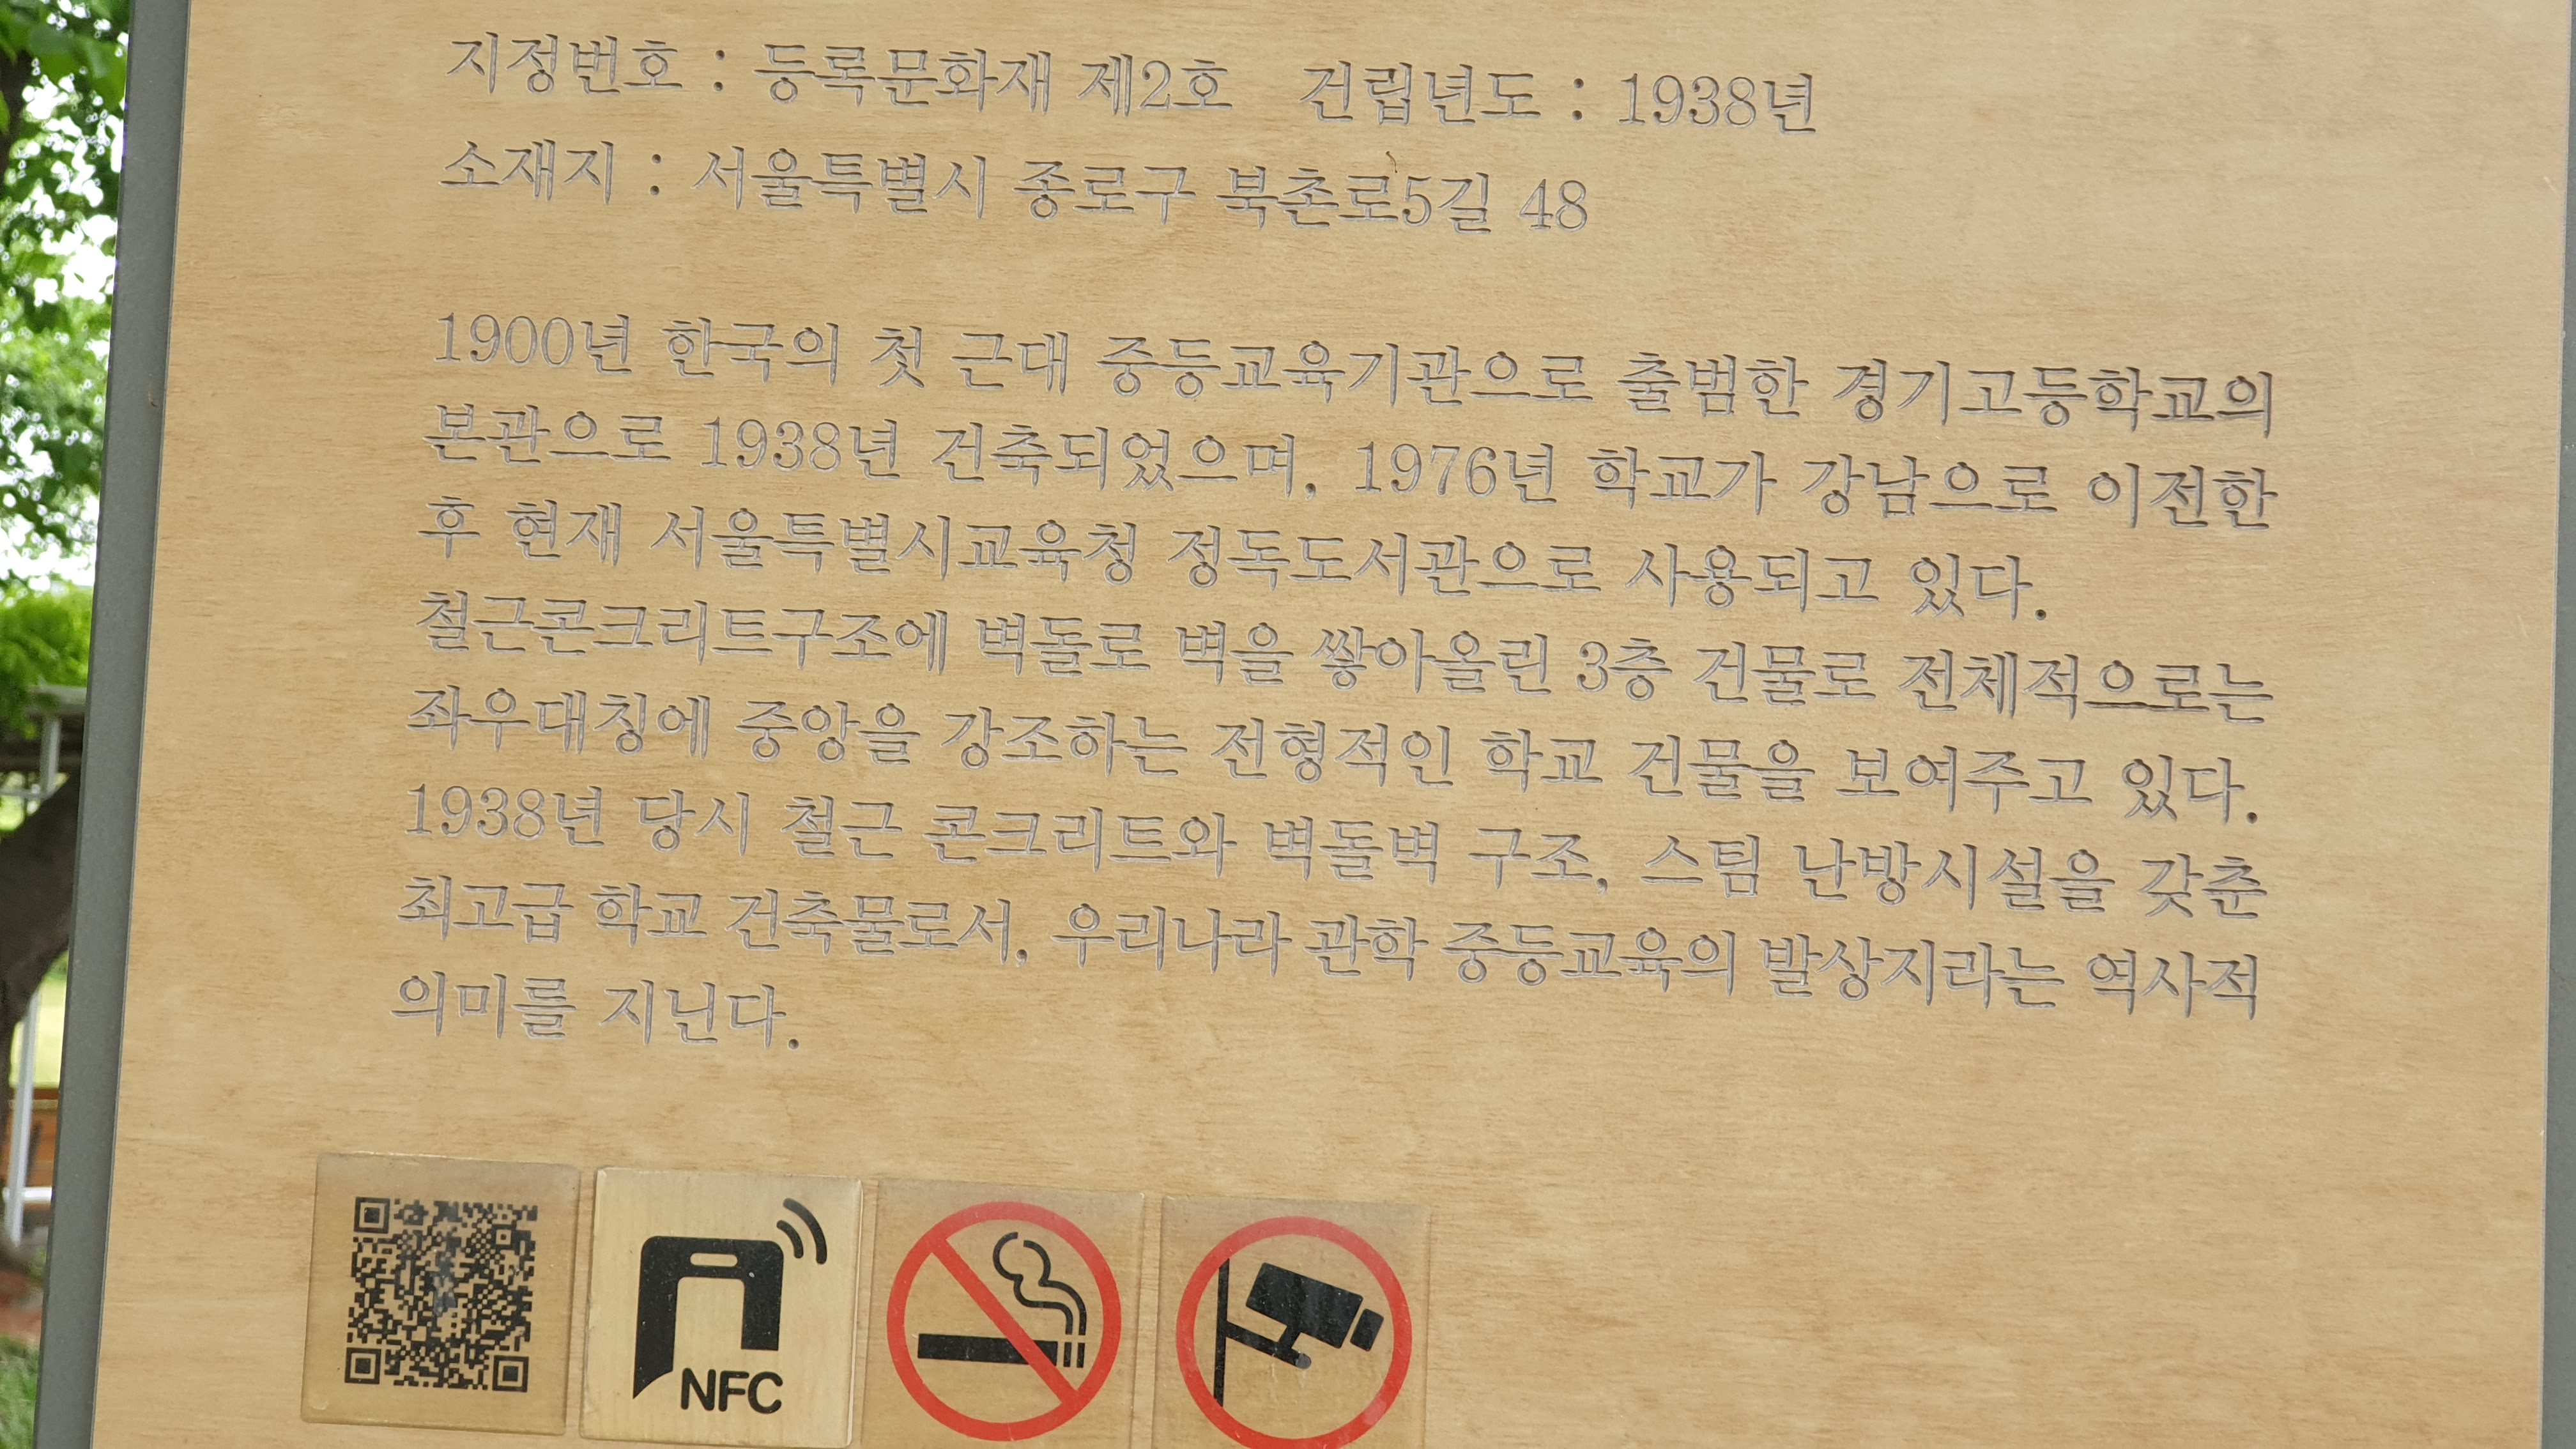 지정번호 : 등록문화재 제2호 건립년도 : 1938년
소재지 : 서울특별시 종로구 북촌로5길 48
1900년 한국의 첫 근대 중등교육기관으로 출범한 경기고등학교의
본관으로 1938년 건축되었으며, 1976년 학교가 강남으로 이전한
후 현재 서울특별시교육청 정독도서관으로 사용되고 있다.
철근콘크리트구조에 벽돌로 벽을 쌓아올린 3층 건물로 전체적으로는
좌우대칭에 중앙을 강조하는 전형적인 학교 건물을 보여주고 있다.
1938년 당시 철근 콘크리트와 벽돌벽 구조, 스팀 난방시설을 갖춘
최고급 학교 건축물로서, 우리나라 관학 중등교육의 발상지라는 역사적
의미를 지닌다.
NFC